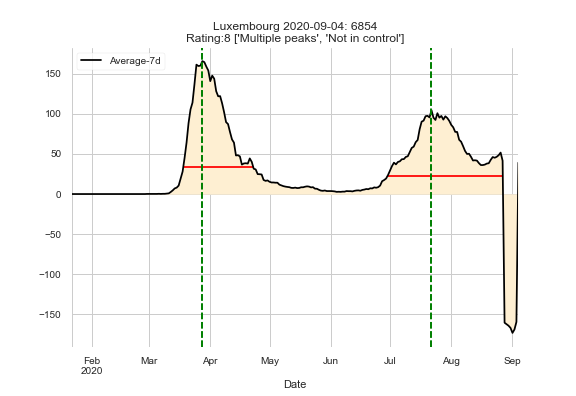 Luxembourg 2020-09-04: 6854
Rating:8 ['Multiple peaks', 'Not in control']
Average-7d
150
100
50
0
−50
−100
−150
Feb
2020
Mar
Apr
May
Jun
Jul
Aug
Sep
Date